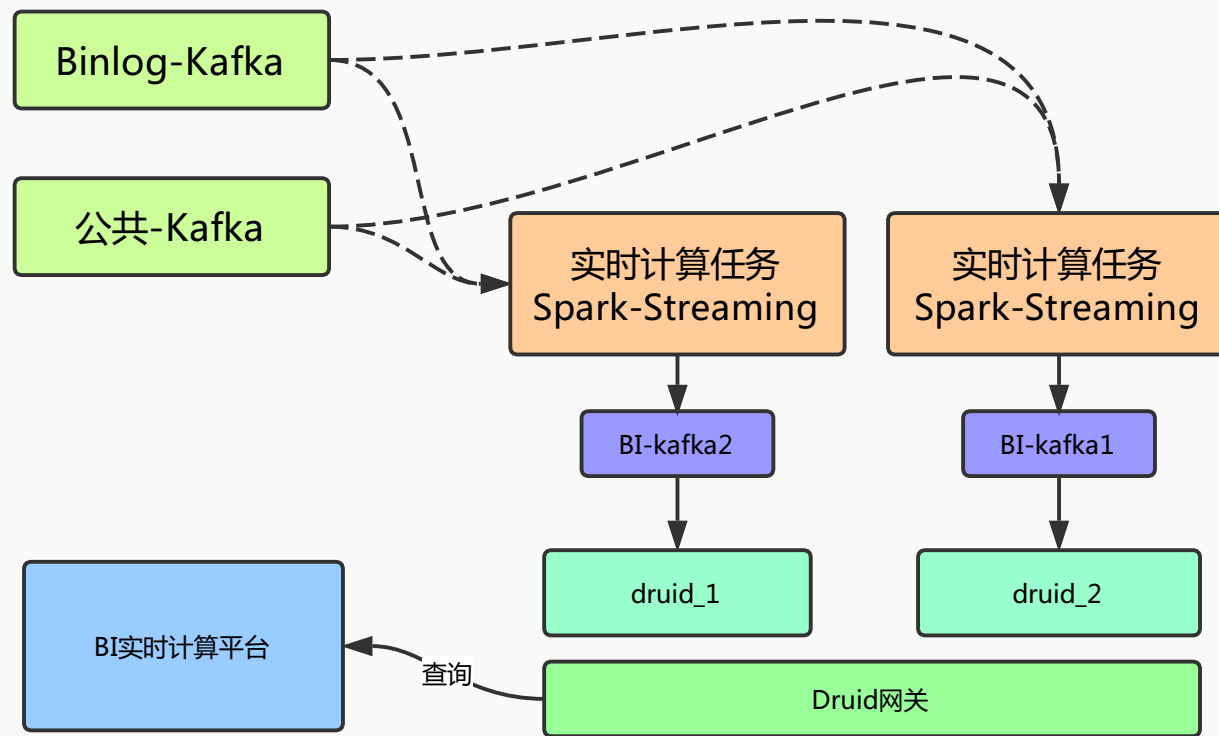 Binlog-Kafka
公共-Kafka
实时计算任务
Spark-Streaming
实时计算任务
Spark-Streaming
BI-kafka2
BI-kafka1
druid_1
druid_2
BI实时计算平台
查询
Druid网关